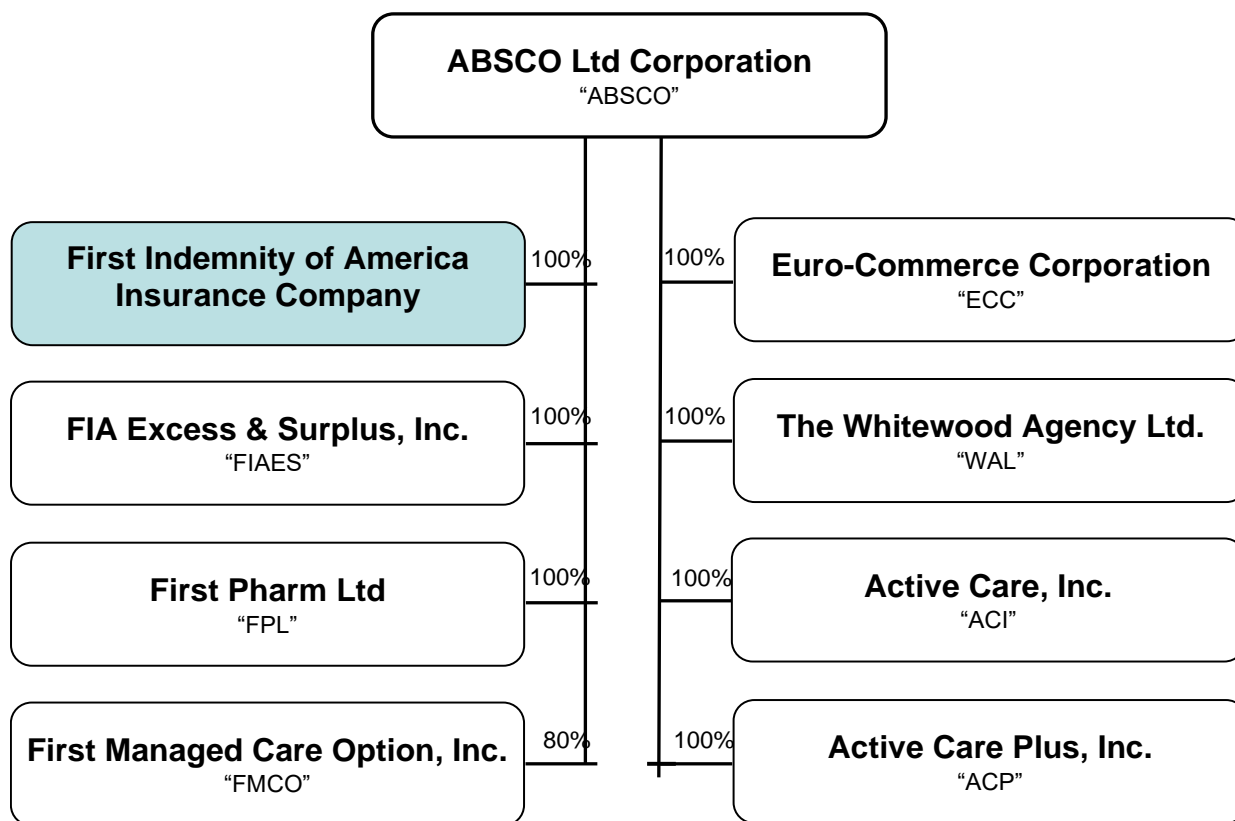 ABSCO Ltd Corporation
“ABSCO”
First Indemnity of America
Insurance Company
100%
100%
Euro-Commerce Corporation
“ECC”
FIA Excess & Surplus, Inc.
“FIAES”
100%
100%
The Whitewood Agency Ltd.
“WAL”
First Pharm Ltd
“FPL”
100%
100%
Active Care, Inc.
“ACI”
First Managed Care Option, Inc.
“FMCO”
80%
100%
Active Care Plus, Inc.
“ACP”